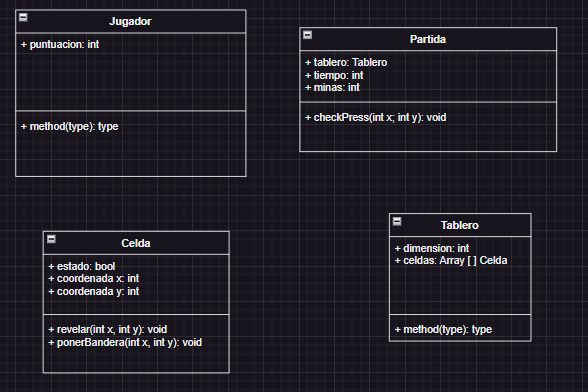 Jugador
+ puntuacion: int
+ method(type): type
Partida
+ tablero: Tablero
+ tiempo: int
+ minas: int
+ checkPress(int x; int y): void
Celda
+ estado: bool
+ coordenada x: int
+ coordenada y: int
+ revelar(int x, int y): void
+ ponerBandera(int x, int y): void
Tablero
+ dimension: int
+ celdas: Array [ ] Celda
+ method(type): type